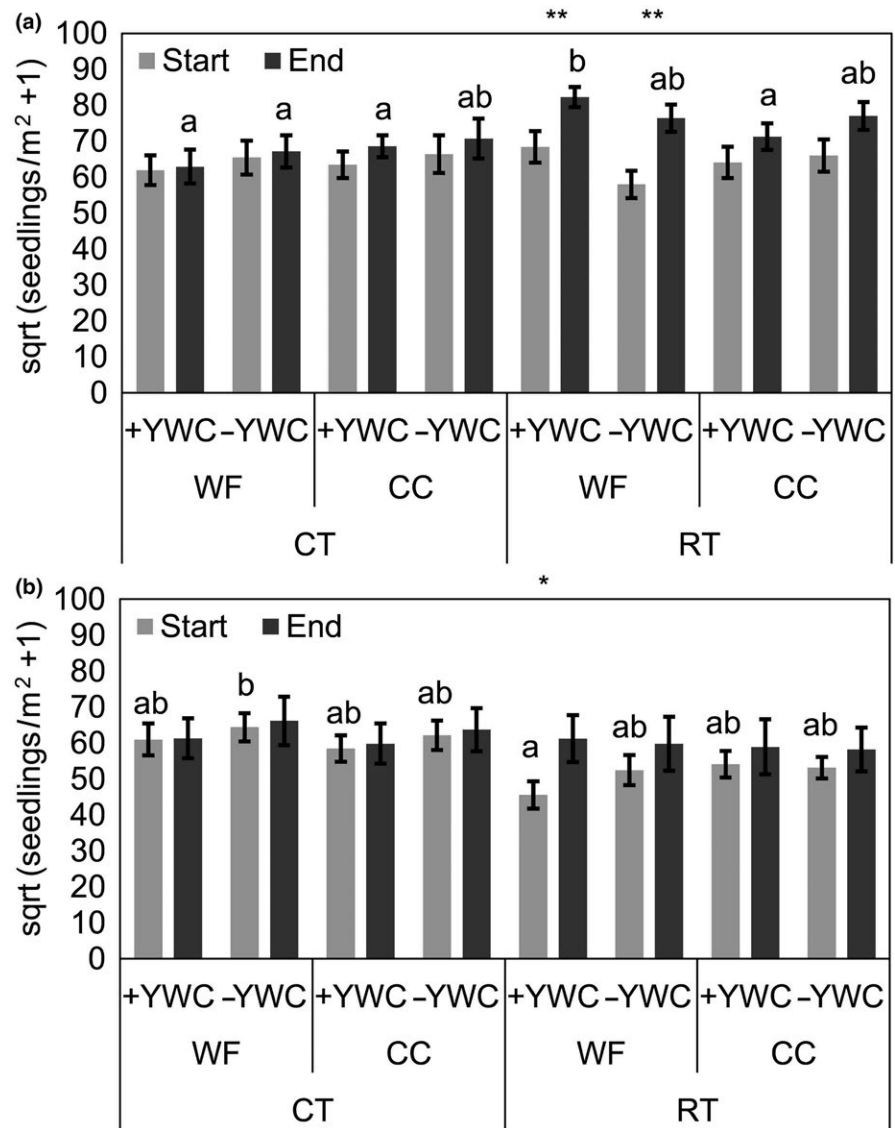 (a)
** **
100
90
80
70
60
50
40
30
20
10
0
sqrt (seedlings/m² +1)
Start End
a a a ab b ab a ab
+YWC –YWC +YWC –YWC +YWC –YWC +YWC –YWC
WF CC WF CC
CT RT
(b)
*
100
90
80
70
60
50
40
30
20
10
0
sqrt (seedlings/m² +1)
Start End
ab b ab ab a ab ab ab
+YWC –YWC +YWC –YWC +YWC –YWC +YWC –YWC
WF CC WF CC
CT RT